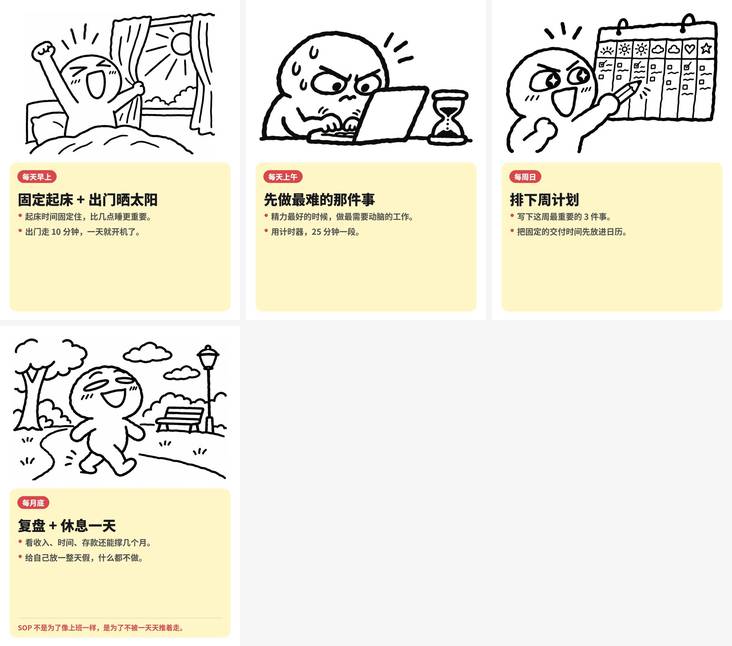 每天早上
固定起床 + 出门晒太阳
* 起床时间固定住，比几点睡更重要。
* 出门走 10 分钟，一天就开机了。
每天上午
先做最难的那件事
* 精力最好的时候，做最需要动脑的工作。
* 用计时器，25 分钟一段。
每周日
排下周计划
* 写下这周最重要的 3 件事。
* 把固定的交付时间先放进日历。
每月底
复盘 + 休息一天
* 看收入、时间、存款还能撑几个月。
* 给自己放一整天假，什么都不做。
SOP 不是为了像上班一样，是为了不被一天天推着走。